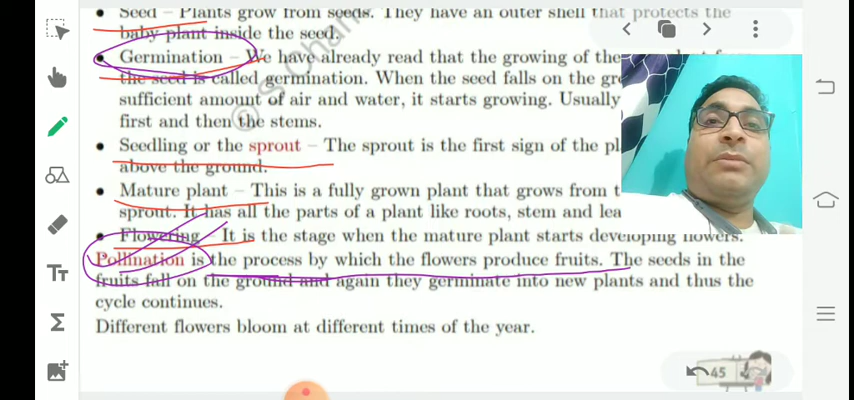 • Seed – Plants grow from seeds. They have an outer shell that protects the
baby plant inside the seed.
• Germination – We have already read that the growing of the
the seed is called germination. When the seed falls on the
sufficient amount of air and water, it starts growing. Usually
first and then the stems.
• Seedling or the sprout – The sprout is the first sign of the
above the ground.
• Mature plant – This is a fully grown plant that grows from
sprout. It has all the parts of a plant like roots, stem and
• Flowering It is the stage when the mature plant starts developing flowers.
Pollination is the process by which the flowers produce fruits. The seeds in the
fruits fall on the ground and again they germinate into new plants and thus the
cycle continues.
Different flowers bloom at different times of the year.
Tт
Σ
45